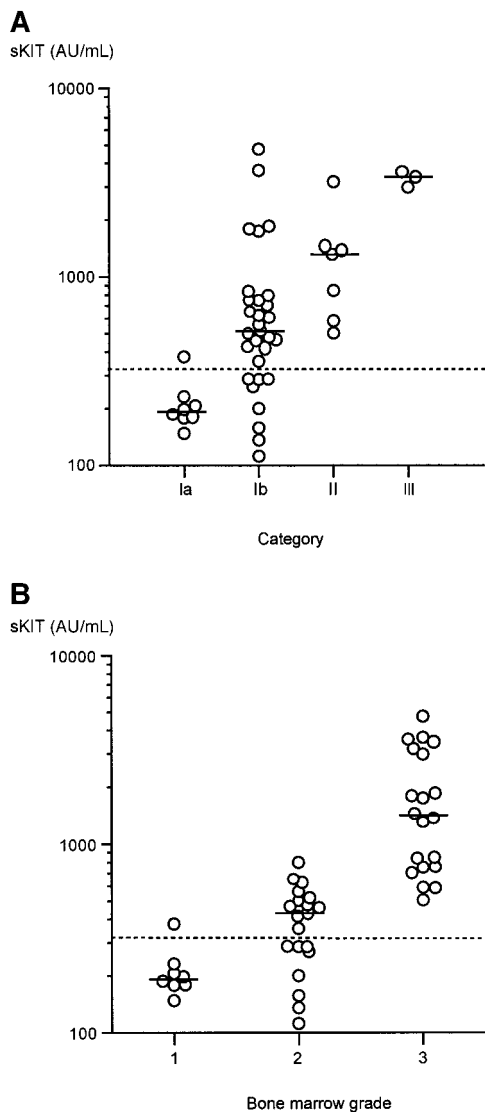 A
sKIT (AU/mL)
10000
1000
100
Ia Ib II III
Category
B
sKIT (AU/mL)
10000
1000
100
1 2 3
Bone marrow grade